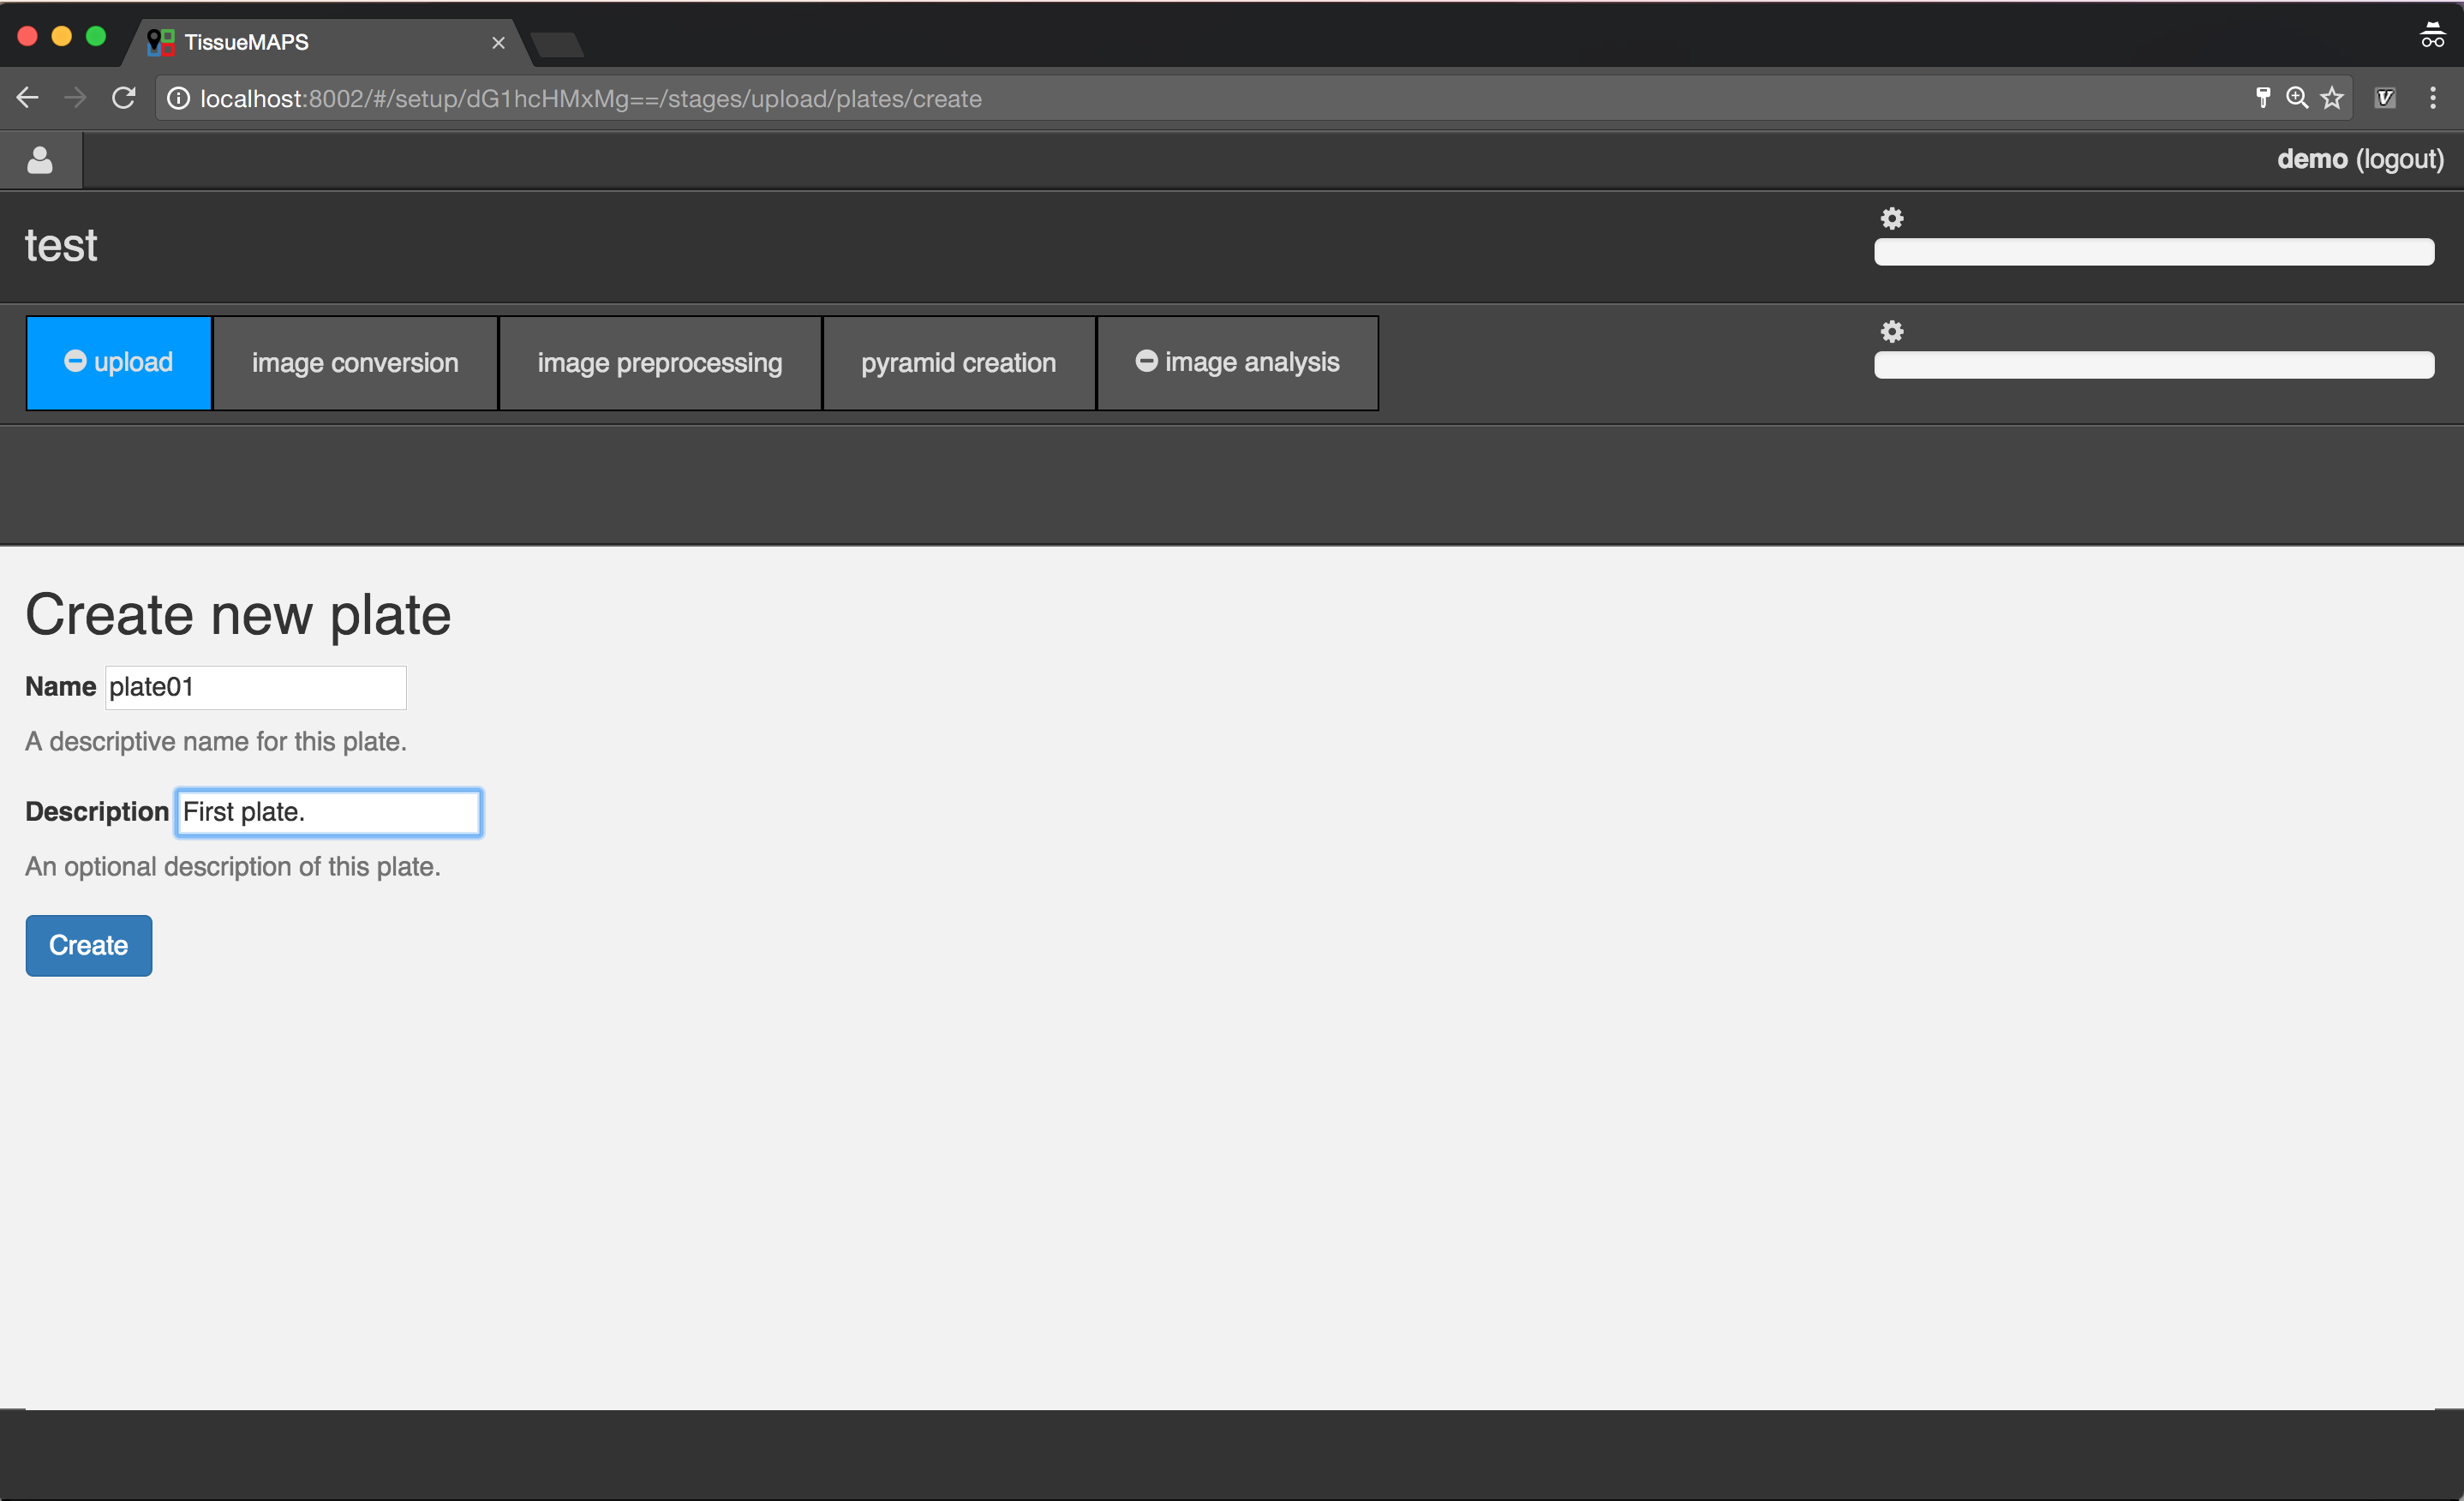 TissueMAPS
localhost:8002/#/setup/dG1hcHMxMg==/stages/upload/plates/create
demo (logout)
test
upload image conversion image preprocessing pyramid creation image analysis
Create new plate
Name plate01
A descriptive name for this plate.
Description First plate.
An optional description of this plate.
Create